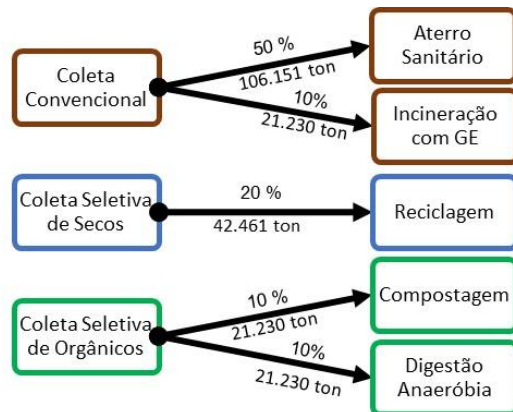 Coleta
Convencional
50 %
106.151 ton
10%
21.230 ton
Aterro
Sanitário
Incineração
com GE
Coleta Seletiva
de Secos
20 %
42.461 ton
Reciclagem
Coleta Seletiva
de Orgânicos
10 %
21.230 ton
10%
21.230 ton
Compostagem
Digestão
Anaeróbia